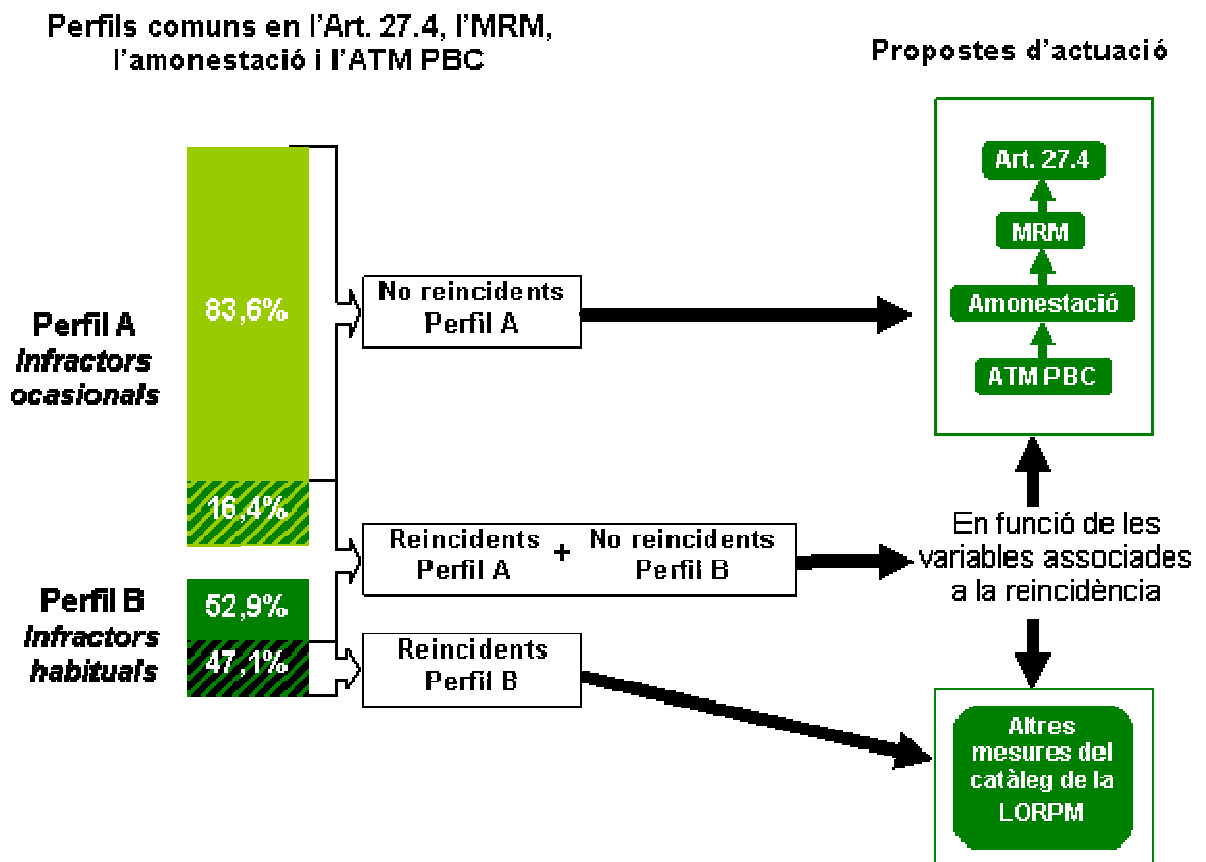 Perfils comuns en l'Art. 27.4, l'MRM,
l'amonestació i l'ATM PBC
Propostes d'actuació
Art. 27.4
MRM
Amonestació
ATM PBC
83,6%
No reincidents
Perfil A
Perfil A
Infractors
ocasionals
16,4%
Reincidents
Perfil A
+
No reincidents
Perfil B
En funció de les
variables associades
a la reincidència
Perfil B
Infractors
habituals
52,9%
47,1%
Reincidents
Perfil B
Altres
mesures del
catàleg de la
LORPM